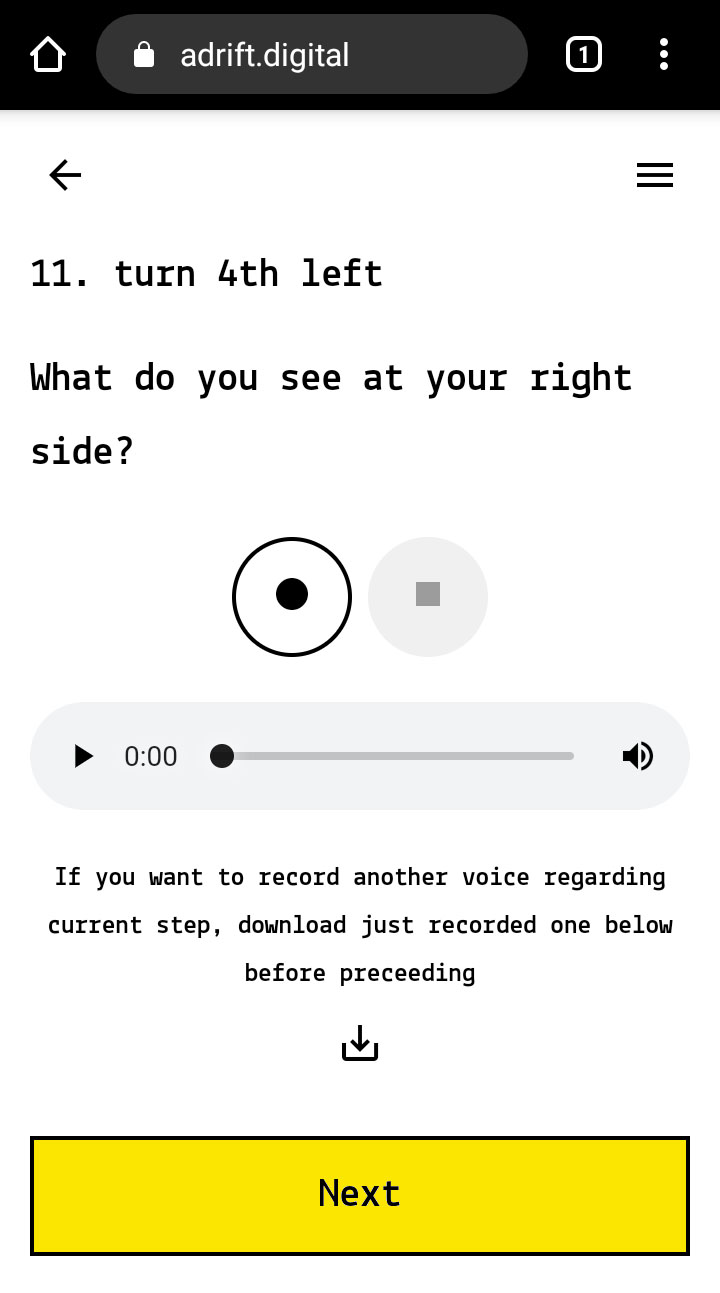 adrift.digital
1
11. turn 4th left
What do you see at your right
side?
0:00
If you want to record another voice regarding
current step, download just recorded one below
before preceeding
Next